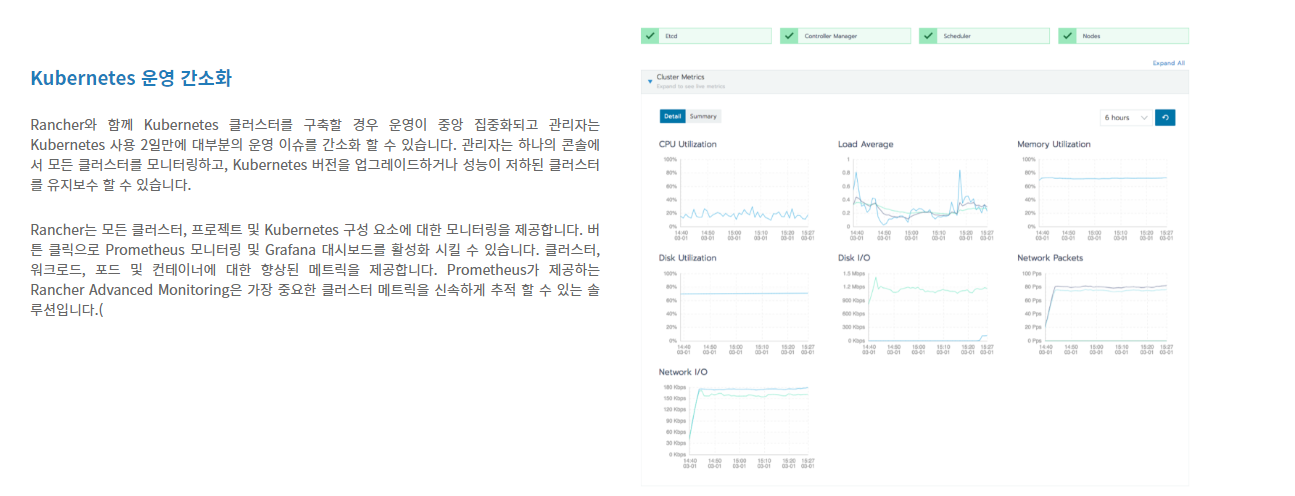 Kubernetes 운영 간소화
Rancher와 함께 Kubernetes 클러스터를 구축할 경우 운영이 중앙 집중화되고 관리자는
Kubernetes 사용 2일만에 대부분의 운영 이슈를 간소화 할 수 있습니다. 관리자는 하나의 콘솔에
서 모든 클러스터를 모니터링하고, Kubernetes 버전을 업그레이드하거나 성능이 저하된 클러스터
를 유지보수 할 수 있습니다.
Rancher는 모든 클러스터, 프로젝트 및 Kubernetes 구성 요소에 대한 모니터링을 제공합니다. 버
튼 클릭으로 Prometheus 모니터링 및 Grafana 대시보드를 활성화 시킬 수 있습니다. 클러스터,
워크로드, 포드 및 컨테이너에 대한 향상된 메트릭을 제공합니다. Prometheus가 제공하는
Rancher Advanced Monitoring은 가장 중요한 클러스터 메트릭을 신속하게 추적 할 수 있는 솔
루션입니다.(
Etcd
Controller Manager
Scheduler
Nodes
Expand All
Cluster Metrics
Expand to see live metrics
Detail Summary
6 hours
CPU Utilization
100%
80%
60%
40%
20%
0%
14:40 14:50 15:00 15:10 15:20 15:27
03-01 03-01 03-01 03-01 03-01 03-01
Load Average
1
0.8
0.6
0.4
0.2
0
14:40 14:50 15:00 15:10 15:20 15:27
03-01 03-01 03-01 03-01 03-01 03-01
Memory Utilization
100%
80%
60%
40%
20%
0%
14:40 14:50 15:00 15:10 15:20 15:27
03-01 03-01 03-01 03-01 03-01 03-01
Disk Utilization
100%
80%
60%
40%
20%
0%
14:40 14:50 15:00 15:10 15:20 15:27
03-01 03-01 03-01 03-01 03-01 03-01
Disk I/O
1.5 Mbps
1.2 Mbps
900 Kbps
600 Kbps
300 Kbps
0 Kbps
14:40 14:50 15:00 15:10 15:20 15:27
03-01 03-01 03-01 03-01 03-01 03-01
Network Packets
100 Pps
80 Pps
60 Pps
40 Pps
20 Pps
0 Pps
14:40 14:50 15:00 15:10 15:20 15:27
03-01 03-01 03-01 03-01 03-01 03-01
Network I/O
180 Kbps
150 Kbps
120 Kbps
90 Kbps
60 Kbps
30 Kbps
0 Kbps
14:40 14:50 15:00 15:10 15:20 15:27
03-01 03-01 03-01 03-01 03-01 03-01